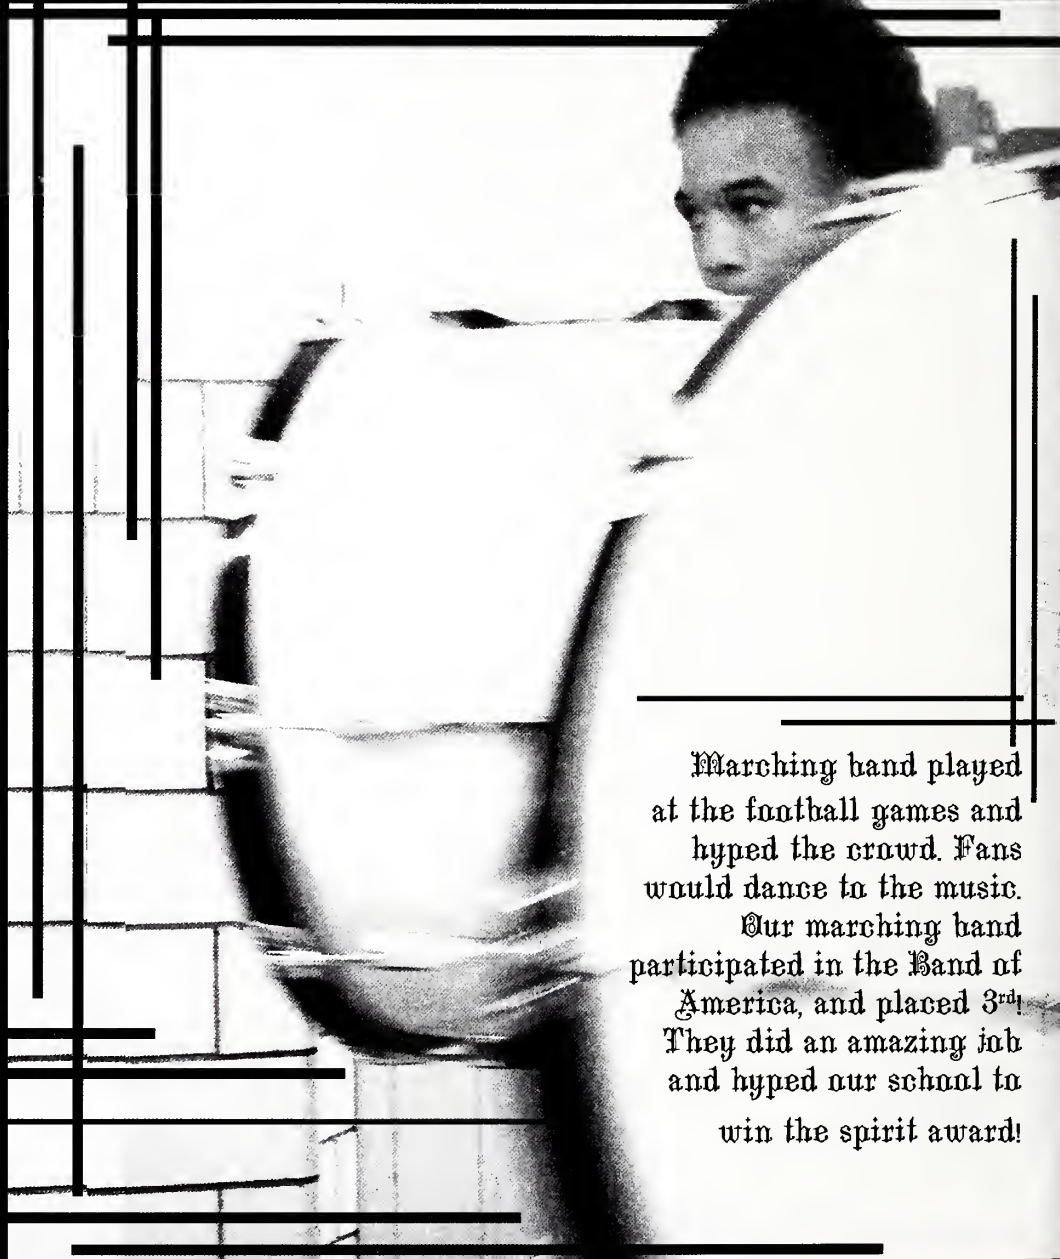 Marching band played
at the football games and
hyped the crowd. Fans
would dance to the music.
Our marching band
participated in the Band of
America, and placed 3rd!
They did an amazing job
and hyped our school to
win the spirit award!